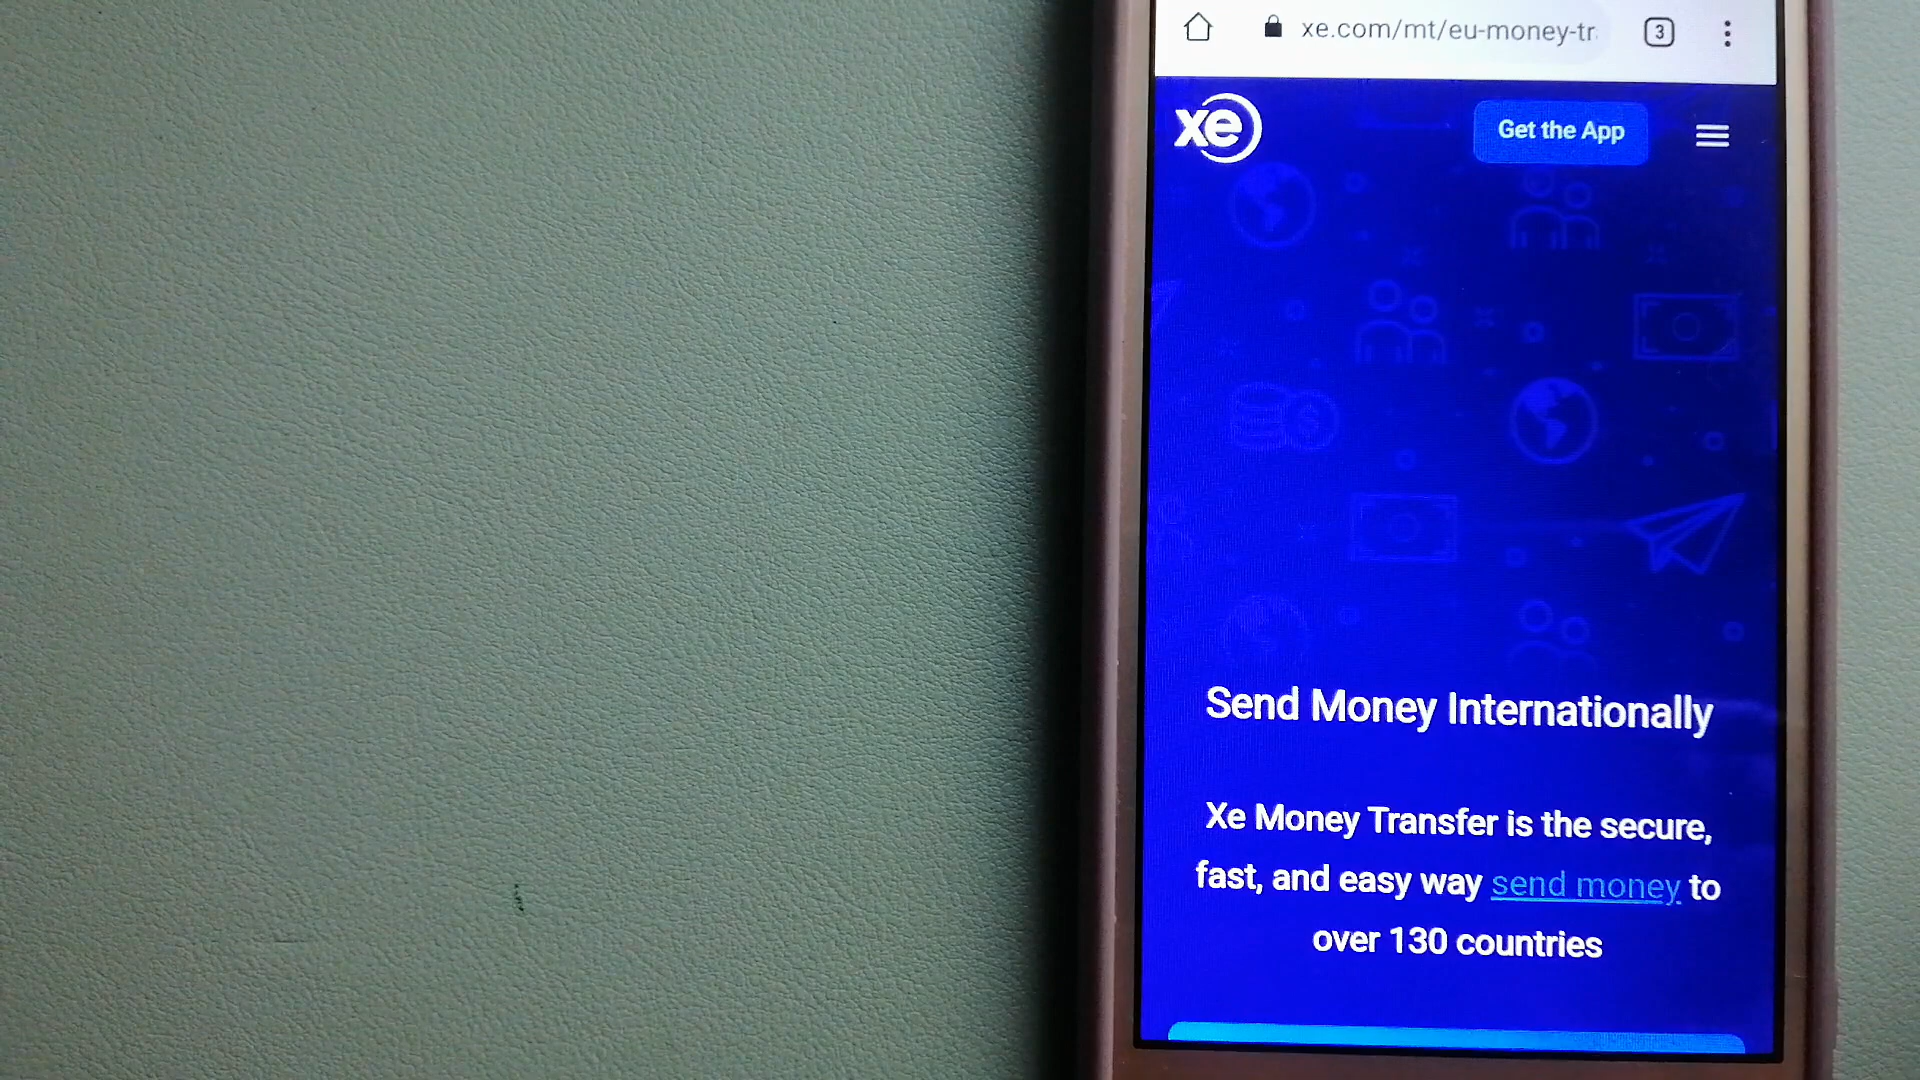 xe.com/mt/eu-money-tr
3
xe
Get the App
Send Money Internationally
Xe Money Transfer is the secure,
fast, and easy way send money to
over 130 countries